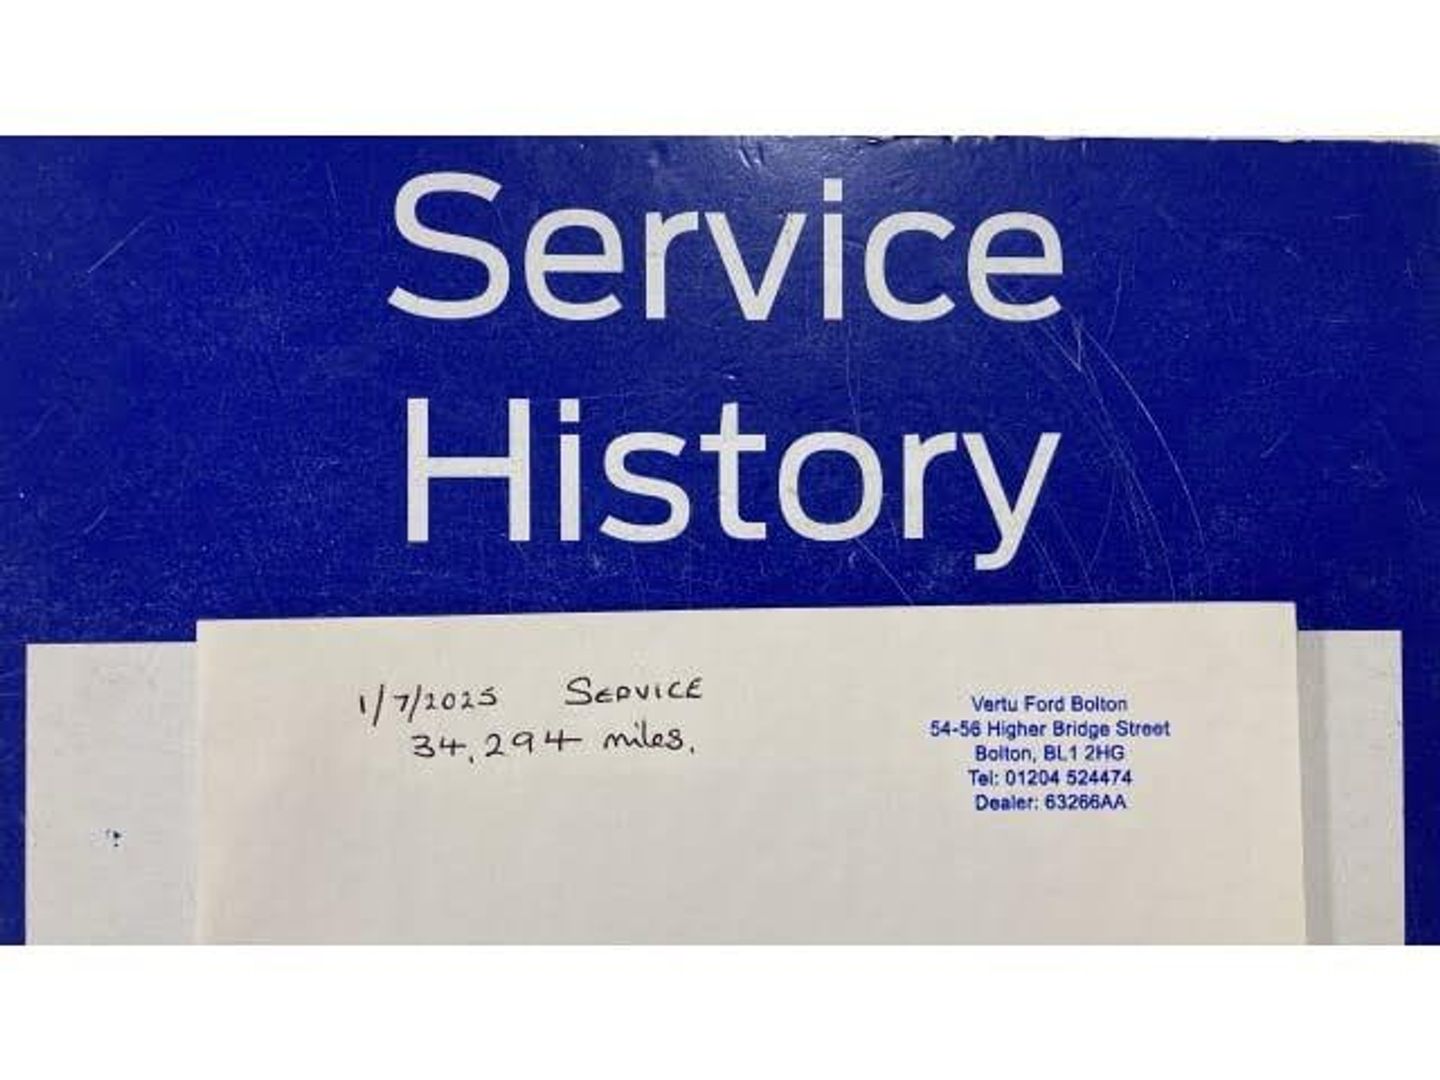 Service
History
1/7/2025 SERVICE
34,294 miles.
Vertu Ford Bolton
54-56 Higher Bridge Street
Bolton, BL1 2HG
Tel: 01204 524474
Dealer: 63266AA